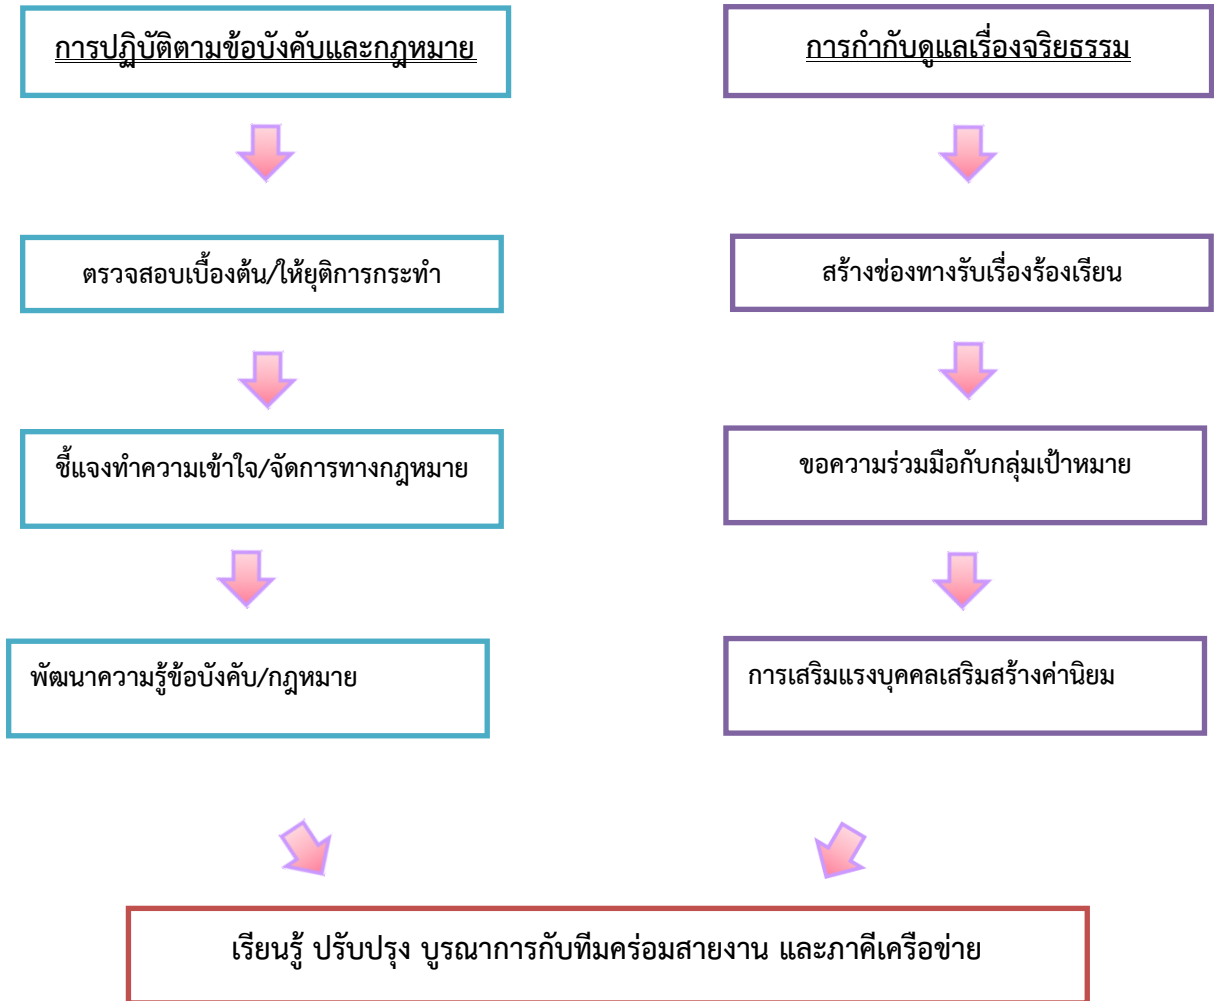 การปฏิบัติตามข้อบังคับและกฎหมาย
การกำกับดูแลเรื่องจริยธรรม
ตรวจสอบเบื้องต้น/ให้ยุติการกระทำ
สร้างช่องทางรับเรื่องร้องเรียน
ชี้แจงทำความเข้าใจ/จัดการทางกฎหมาย
ขอความร่วมมือกับกลุ่มเป้าหมาย
พัฒนาความรู้ข้อบังคับ/กฎหมาย
การเสริมแรงบุคคลเสริมสร้างค่านิยม
เรียนรู้ ปรับปรุง บูรณาการกับทีมคร่อมสายงาน และภาคีเครือข่าย